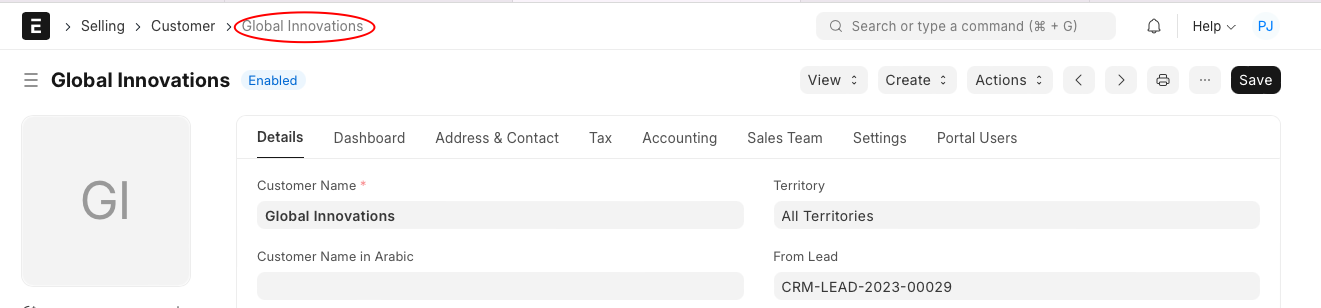 E Selling Customer Global Innovations Search or type a command (⌘ + G) Help PJ
Global Innovations Enabled View Create Actions ... Save
GI
Details Dashboard Address & Contact Tax Accounting Sales Team Settings Portal Users
Customer Name * Territory
Global Innovations All Territories
Customer Name in Arabic From Lead
CRM-LEAD-2023-00029